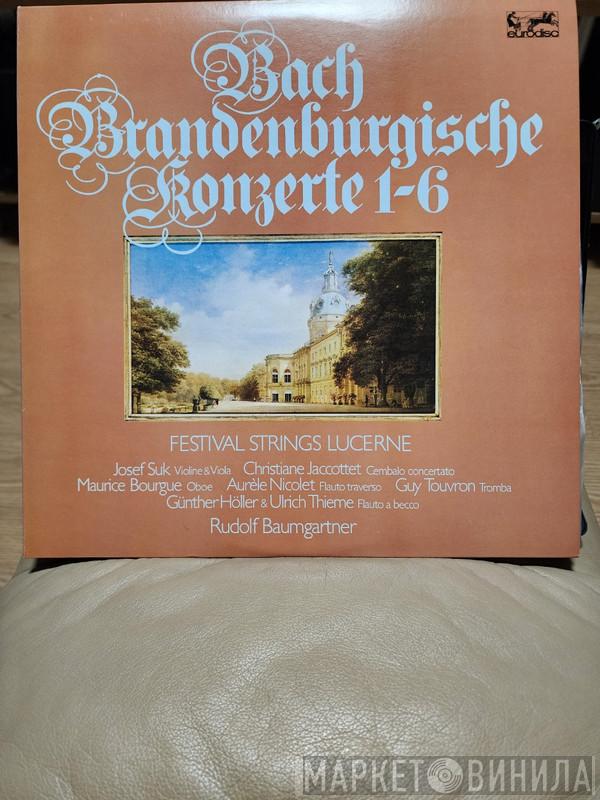 eurodisc
Bach
Brandenburgische
Konzerte 1-6
FESTIVAL STRINGS LUCERNE
Josef Suk Violine & Viola Christiane Jaccottet Cembalo concertato
Maurice Bourgue Oboe Aurèle Nicolet Flauto traverso Guy Touvron Tromba
Günther Höller & Ulrich Thieme Flauto a becco
Rudolf Baumgartner
МАРКЕТ ВИНИЛА